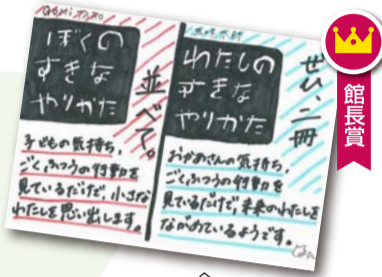 ぜひ、二冊
並べて。
わたしの
すきな
やりかた
おかあさんの気持ち、
ごくふつうの行動を
見ているだけで、未来のわたしを
ながめているようです。
ぼくの
すきな
やりかた
子どもの気持ち、
ごくふつうの行動を
見ているだけで、小さな
わたしを思い出します。
館長賞